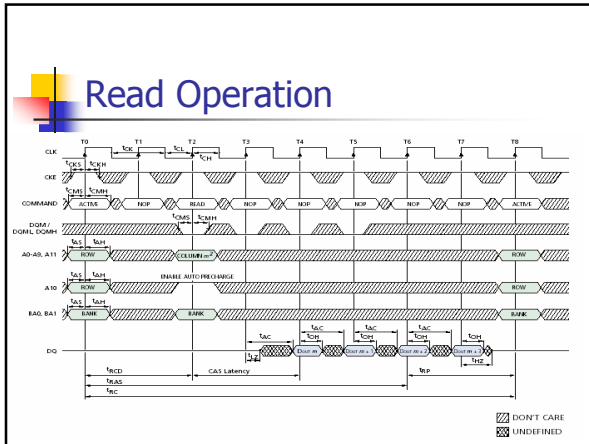 Read Operation
T0 T1 T2 T3 T4 T5 T6 T7 T8
CLK
tCK tCL tCH
CKE
tCKS tCKH
COMMAND
tCMS tCMH
ACTIVE NOP READ NOP NOP NOP NOP NOP ACTIVE
DQM /
DQML, DQMH
tCMS tCMH
A0-A9, A11
tAS tAH
ROW COLUMN m2 ROW
ENABLE AUTO PRECHARGE
A10
tAS tAH
ROW ROW
BA0, BA1
tAS tAH
BANK BANK BANK
tAC tAC tAC tAC
tOH tOH tOH tOH
DQ
DOUT m DOUT m + 1 DOUT m + 2 DOUT m + 3
tLZ tHZ
tRCD CAS Latency tRP
tRAS
tRC
DON'T CARE
UNDEFINED